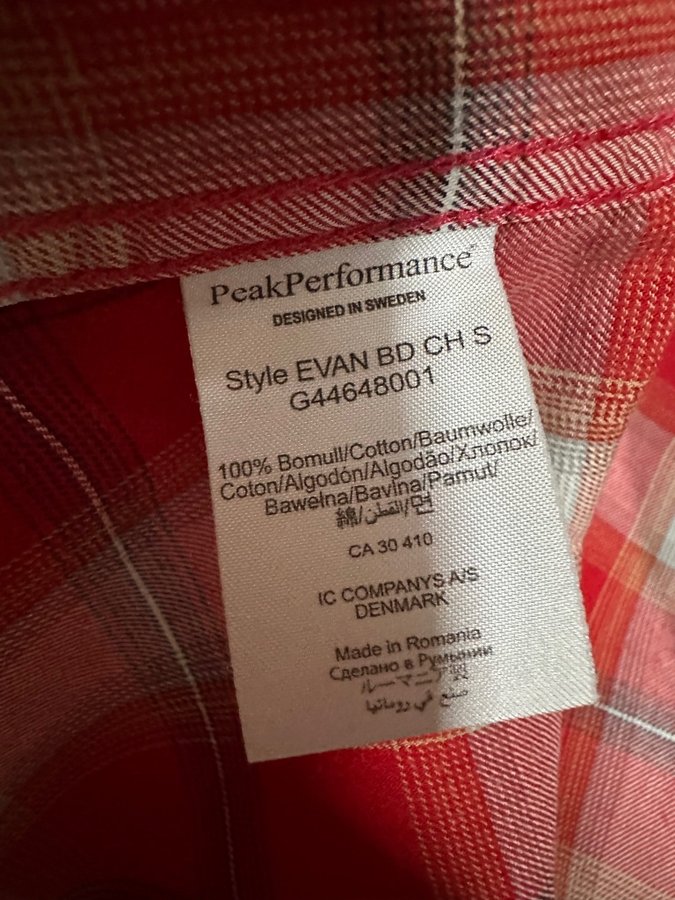 PeakPerformance
DESIGNED IN SWEDEN
Style EVAN BD CH S
G44648001
100% Bomull/Cotton/Baumwolle/
Coton/Algodón/Algodão/Хлопок/
Bawełna/Bavlna/Pamut/
綿/القطن/면
CA 30 410
IC COMPANYS A/S
DENMARK
Made in Romania
Сделано в Румынии
ルーマニア製
صنع في رومانيا